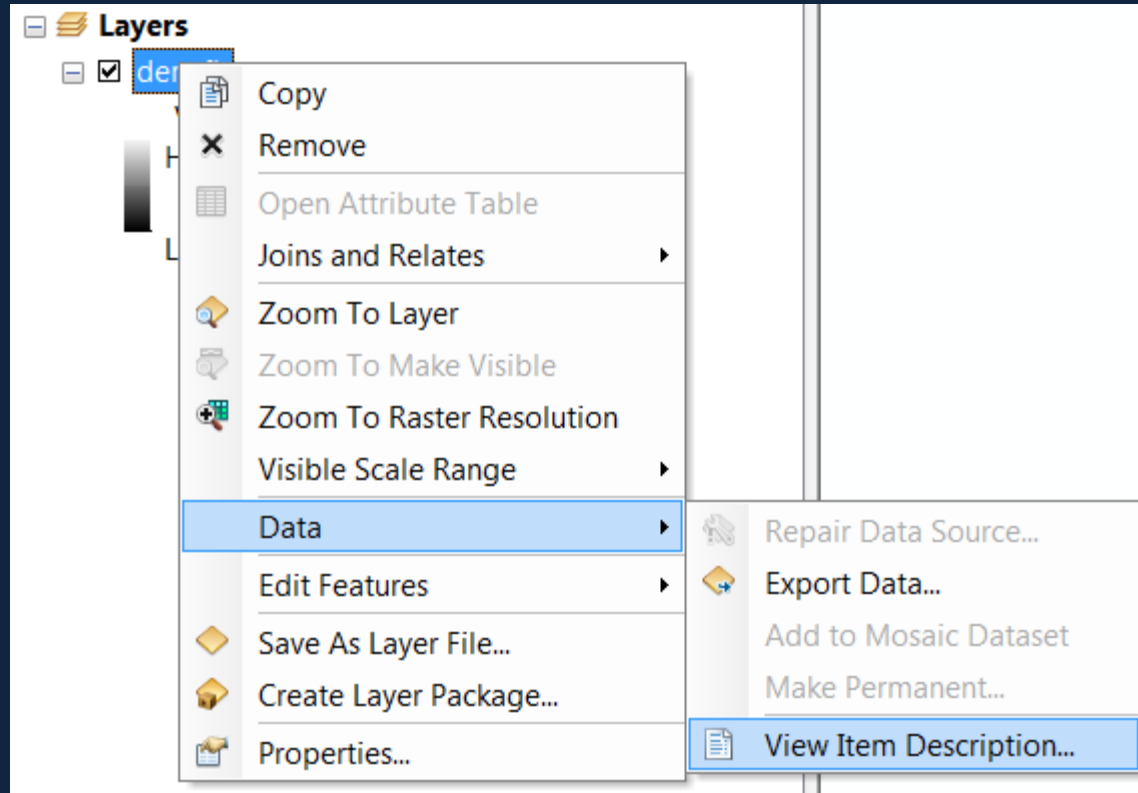 Layers
Copy
Remove
Open Attribute Table
Joins and Relates
Zoom To Layer
Zoom To Make Visible
Zoom To Raster Resolution
Visible Scale Range
Data
Edit Features
Save As Layer File...
Create Layer Package...
Properties...
Repair Data Source...
Export Data...
Add to Mosaic Dataset
Make Permanent...
View Item Description...